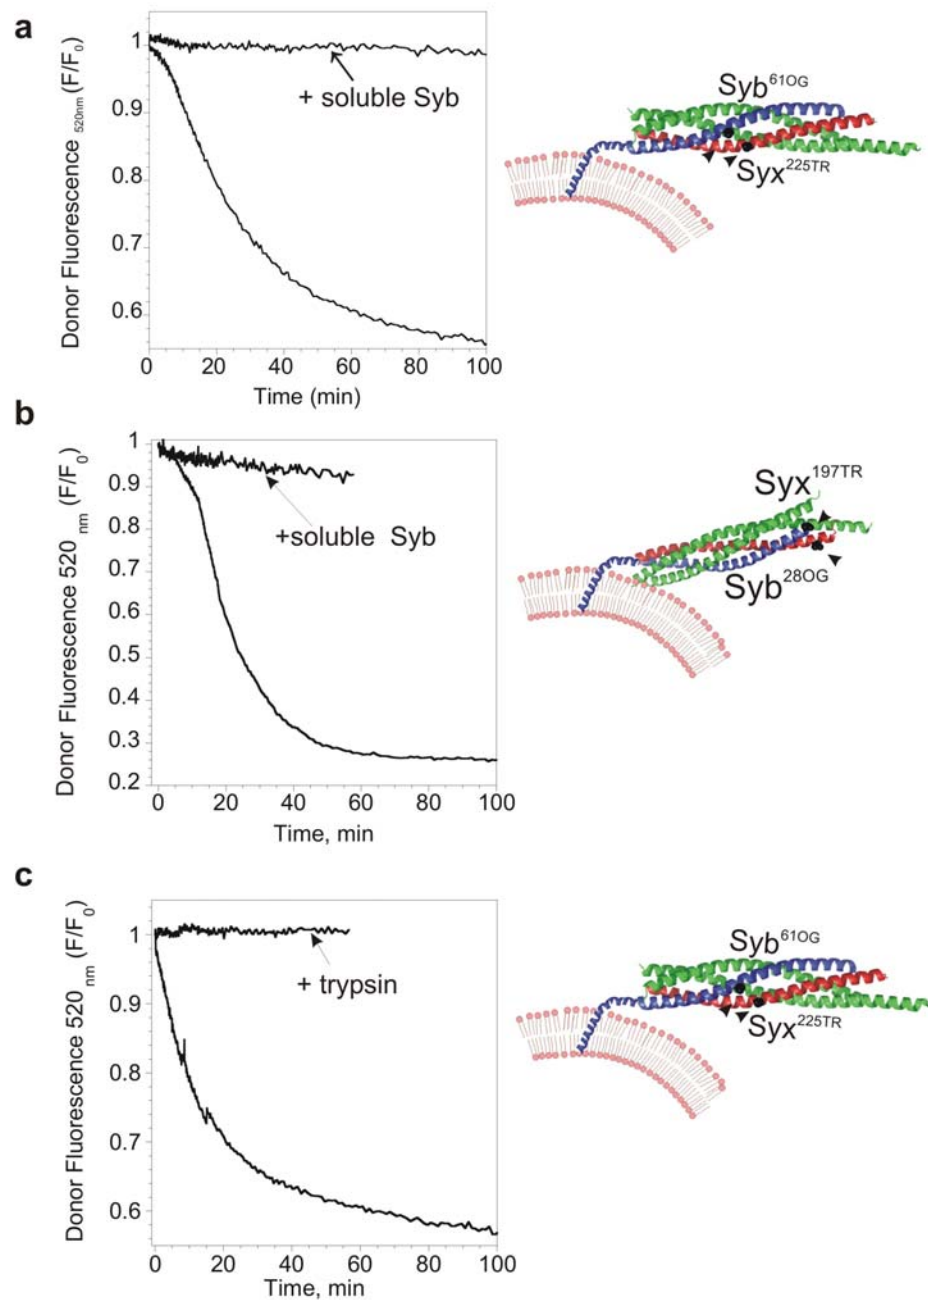 a
Donor Fluorescence 520nm (F/F0)
1
0.9
0.8
0.7
0.6
+ soluble Syb
0 20 40 60 80 100
Time (min)
Syb61OG
Syx225TR
b
Donor Fluorescence 520 nm (F/F0)
1
0.9
0.8
0.7
0.6
0.5
0.4
0.3
0.2
+soluble Syb
0 20 40 60 80 100
Time, min
Syx197TR
Syb28OG
c
Donor Fluorescence 520 nm (F/F0)
1
0.9
0.8
0.7
0.6
+ trypsin
0 20 40 60 80 100
Time, min
Syb61OG
Syx225TR